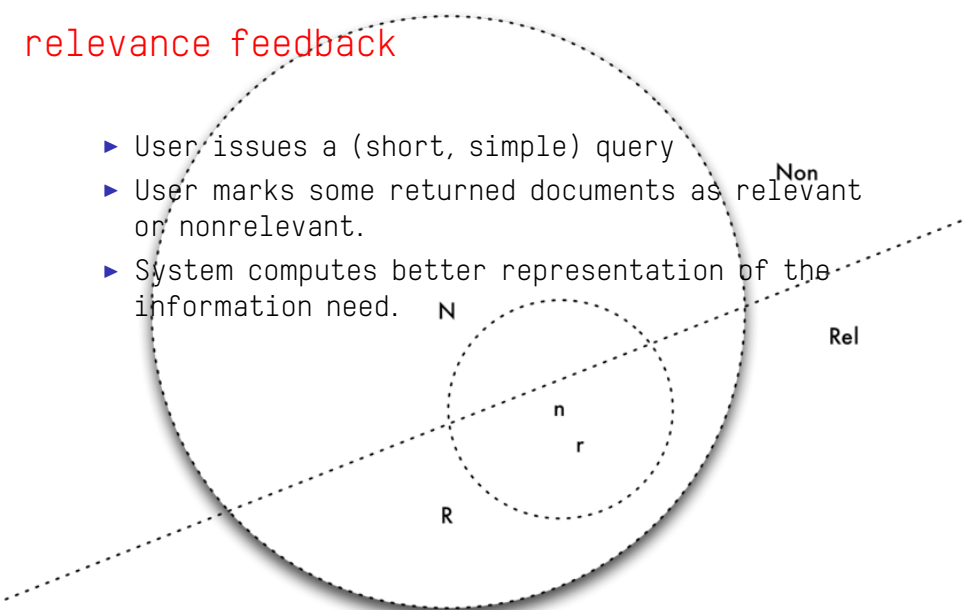 relevance feedback
► User issues a (short, simple) query
Non
► User marks some returned documents as relevant
or nonrelevant.
► System computes better representation of the
information need.
N
Rel
n
r
R